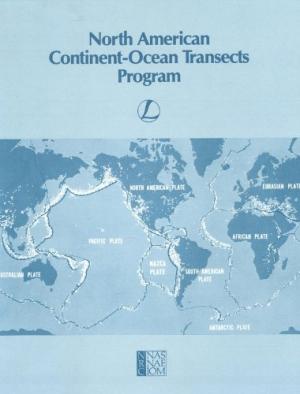 North American
Continent-Ocean Transects
Program
L
NORTH AMERICAN PLATE
EURASIAN PLATE
PACIFIC PLATE
AFRICAN PLATE
NAZCA
PLATE
SOUTH AMERICAN
PLATE
AUSTRALIAN PLATE
ANTARCTIC PLATE
NRC
NAS
NAE
IOM